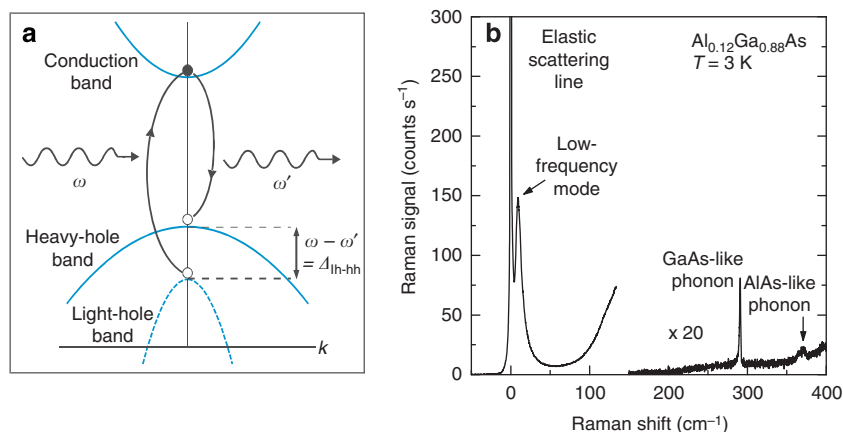 a
Conduction
band
ω
ω′
Heavy-hole
band
ω – ω′
= Δlh-hh
Light-hole
band
k
b
Elastic
scattering
line
Al0.12Ga0.88As
T = 3 K
Low-
frequency
mode
GaAs-like
phonon
AlAs-like
phonon
x 20
Raman signal (counts s–1)
300
250
200
150
100
50
0
0
100
200
300
400
Raman shift (cm–1)